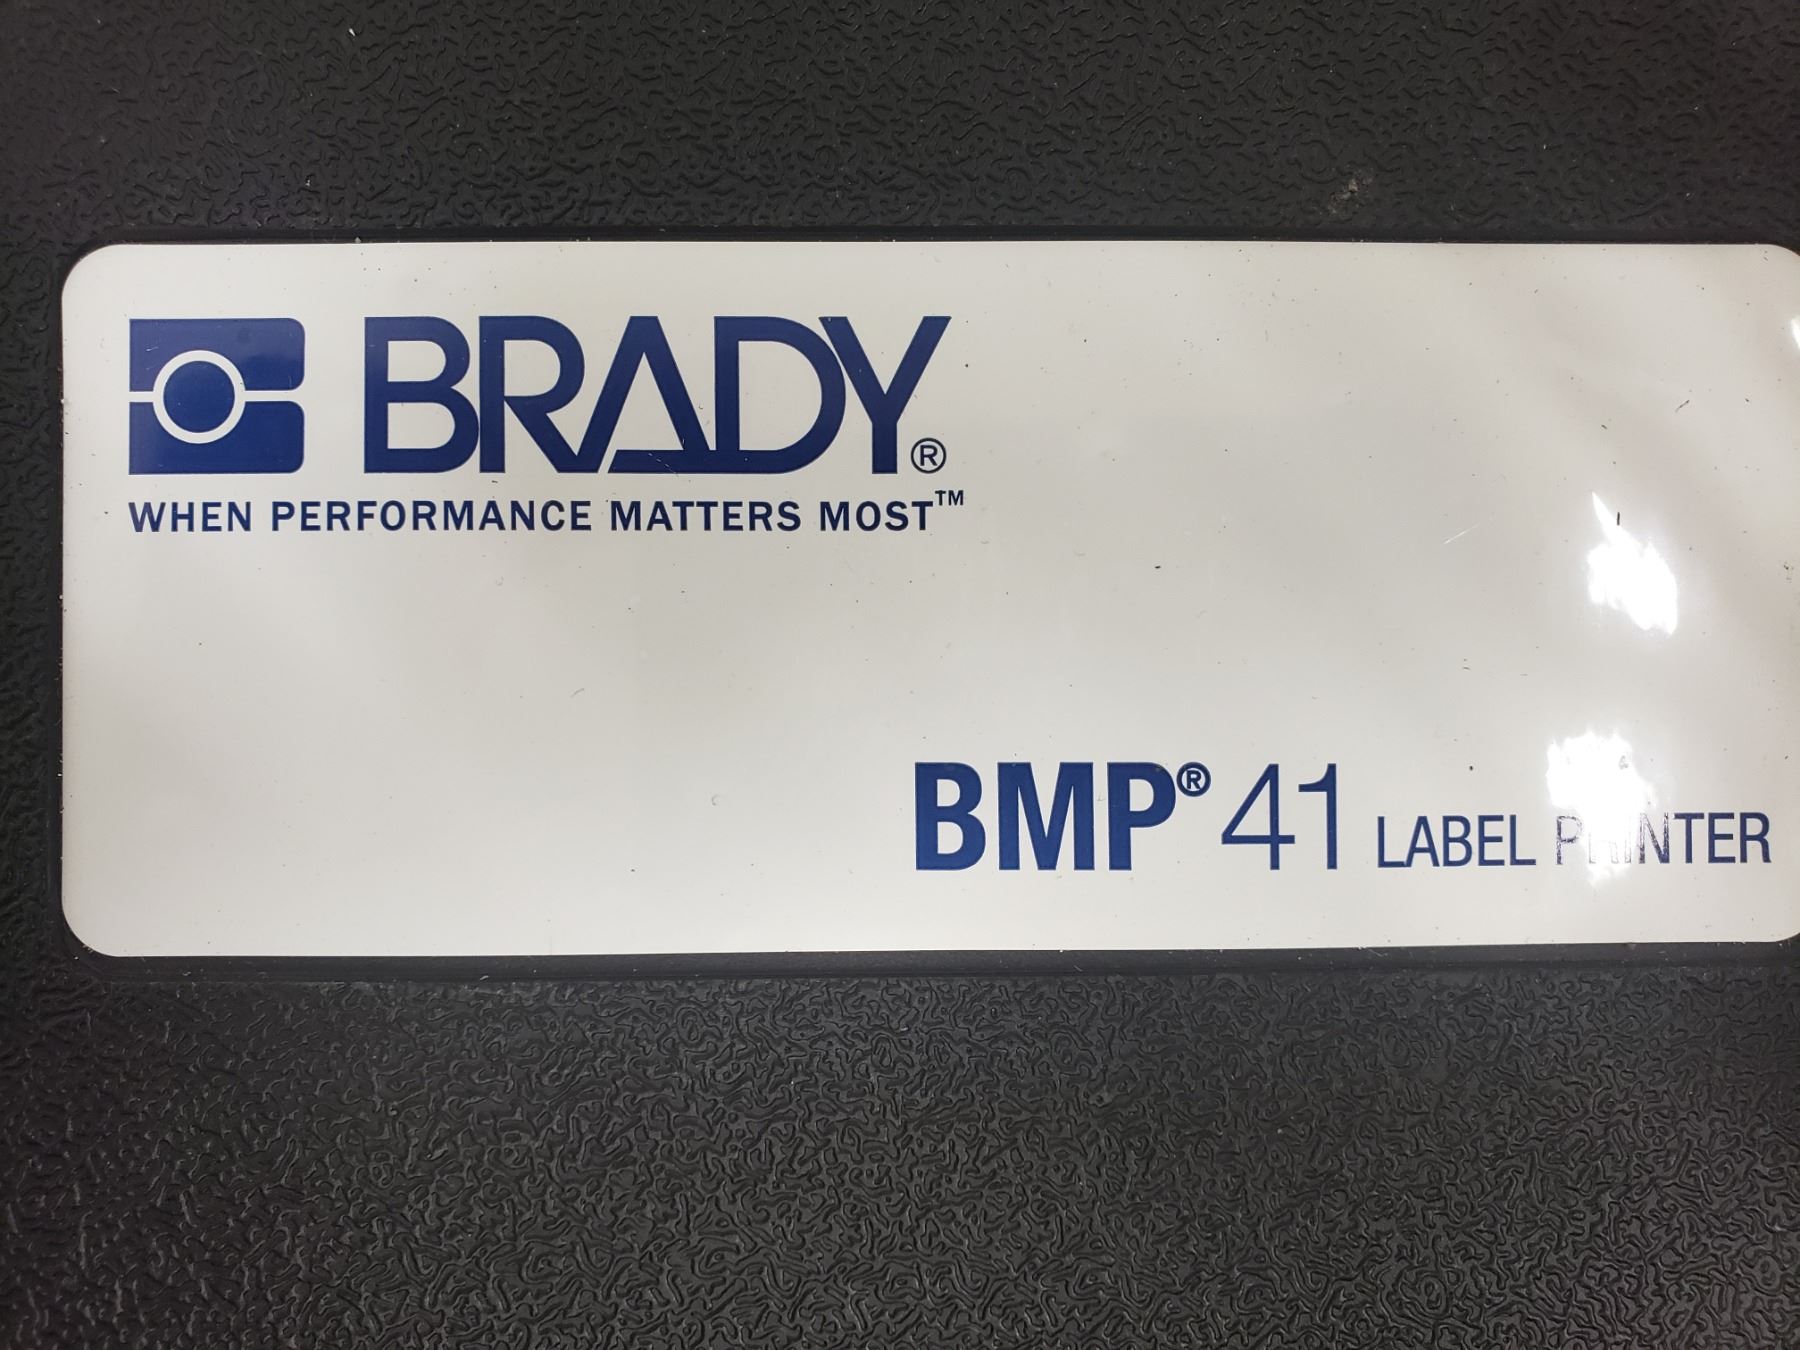 BRADY®
WHEN PERFORMANCE MATTERS MOST™
BMP® 41 LABEL PRINTER